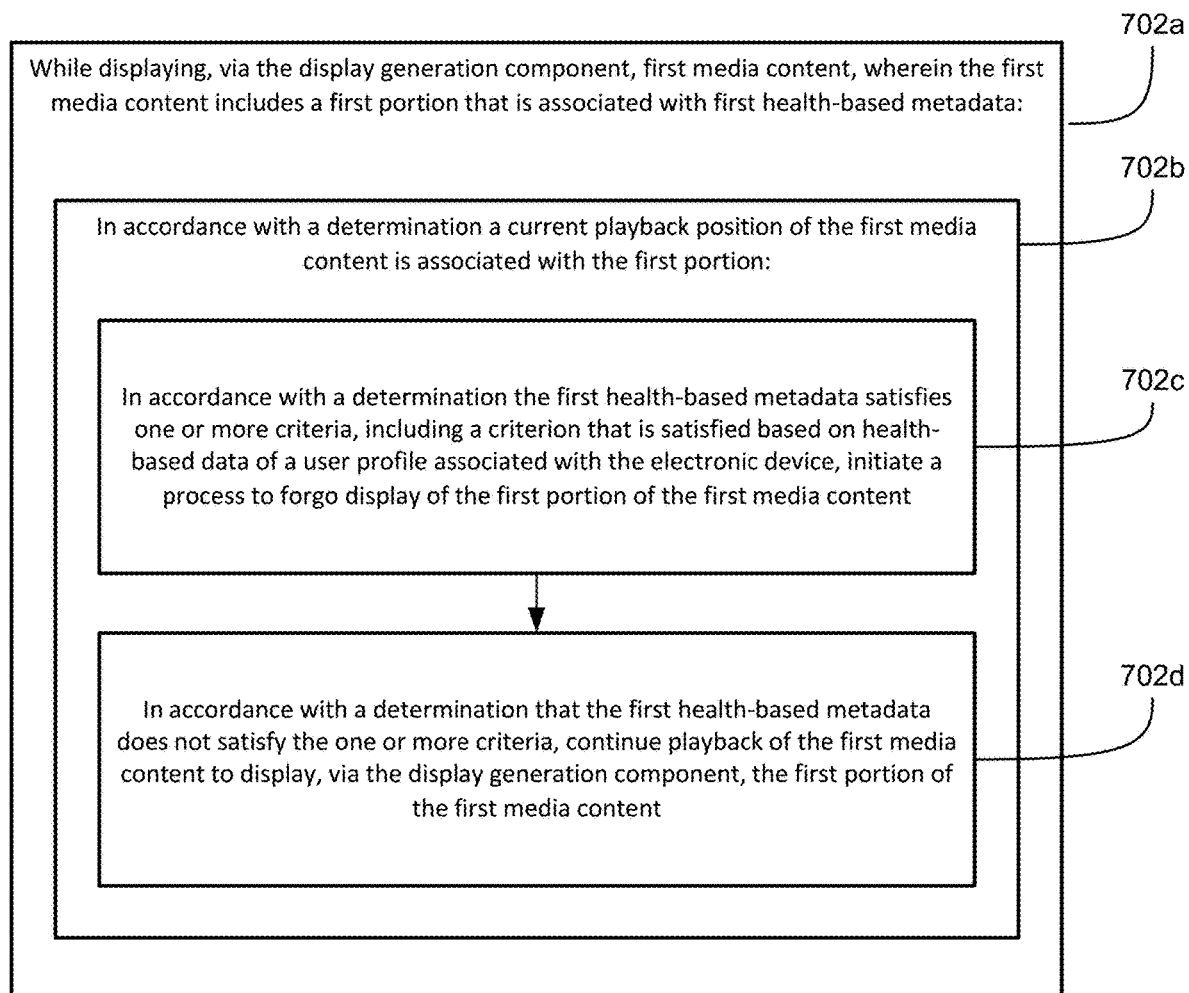 702a
While displaying, via the display generation component, first media content, wherein the first
media content includes a first portion that is associated with first health-based metadata:
702b
In accordance with a determination a current playback position of the first media
content is associated with the first portion:
702c
In accordance with a determination the first health-based metadata satisfies
one or more criteria, including a criterion that is satisfied based on health-
based data of a user profile associated with the electronic device, initiate a
process to forgo display of the first portion of the first media content
702d
In accordance with a determination that the first health-based metadata
does not satisfy the one or more criteria, continue playback of the first media
content to display, via the display generation component, the first portion of
the first media content